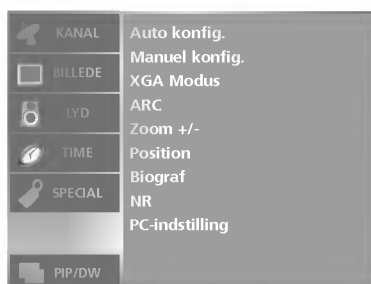 KANAL
BILLEDE
LYD
TIME
SPECIAL
PIP/DW
Auto konfig.
Manuel konfig.
XGA Modus
ARC
Zoom +/-
Position
Biograf
NR
PC-indstilling